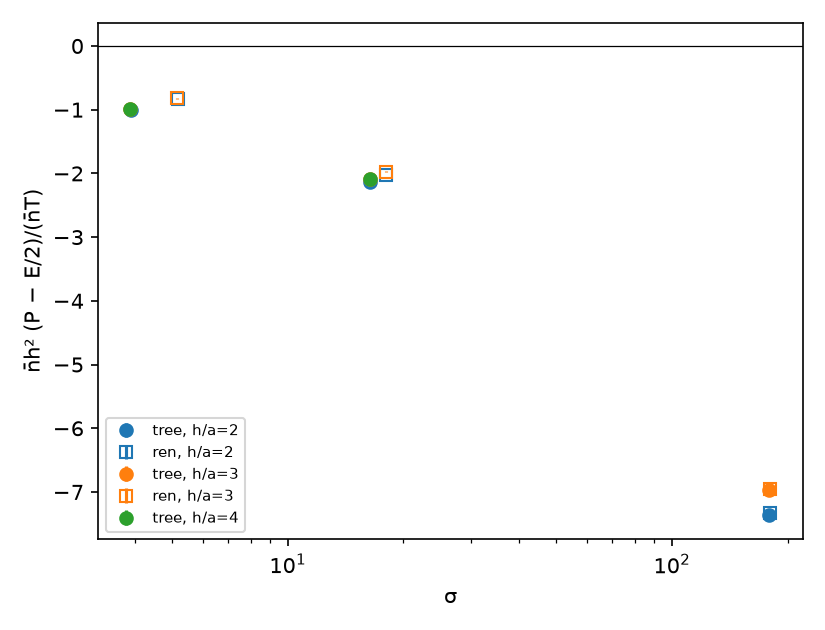 0
−1
−2
−3
−4
−5
−6
−7
n̄h² (P − E/2)/(n̄T)
tree, h/a=2
ren, h/a=2
tree, h/a=3
ren, h/a=3
tree, h/a=4
10¹
10²
σ